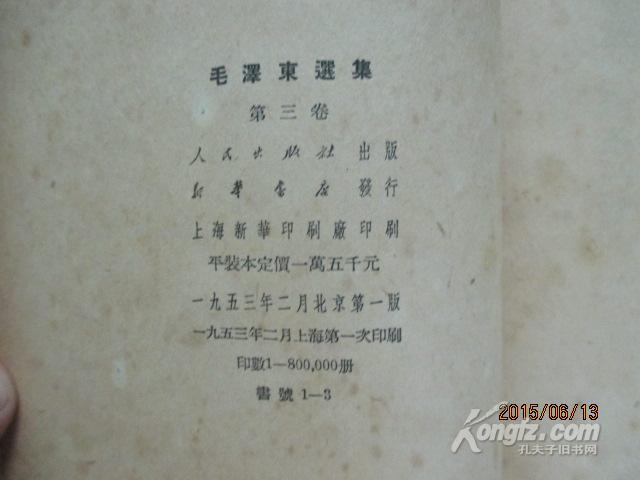 毛澤東選集
第三卷
人民出版社 出版
新華書店 發行
上海新華印刷廠印刷
平裝本定價一萬五千元
一九五三年二月北京第一版
一九五三年二月上海第一次印刷
印數1—800,000册
書號 1—3
2015/06/13
Kongfz.com
孔夫子旧书网